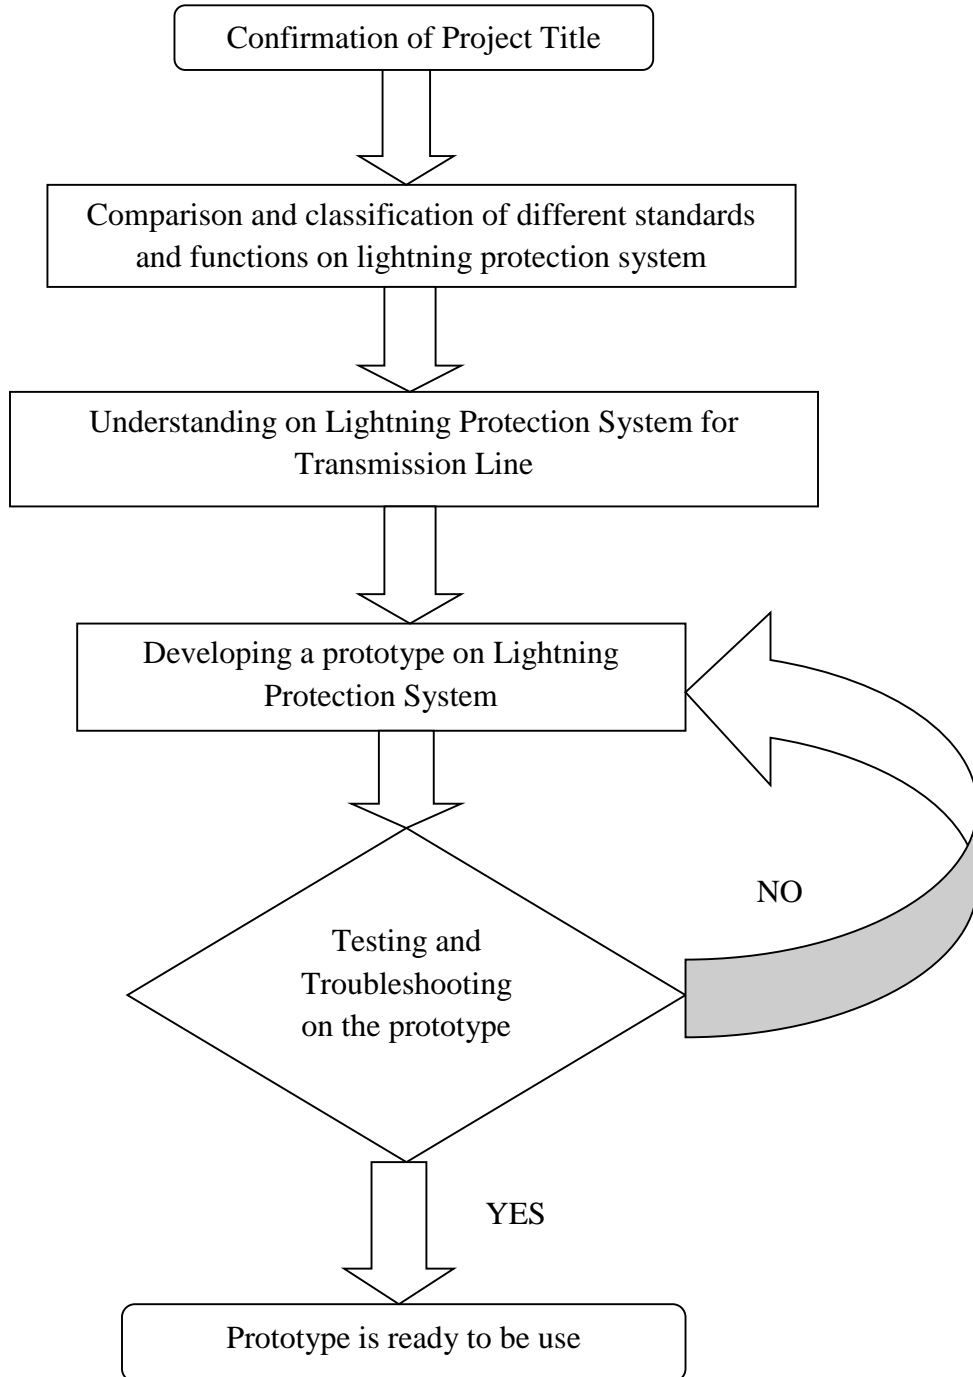 Confirmation of Project Title
Comparison and classification of different standards
and functions on lightning protection system
Understanding on Lightning Protection System for
Transmission Line
Developing a prototype on Lightning
Protection System
NO
Testing and
Troubleshooting
on the prototype
YES
Prototype is ready to be use